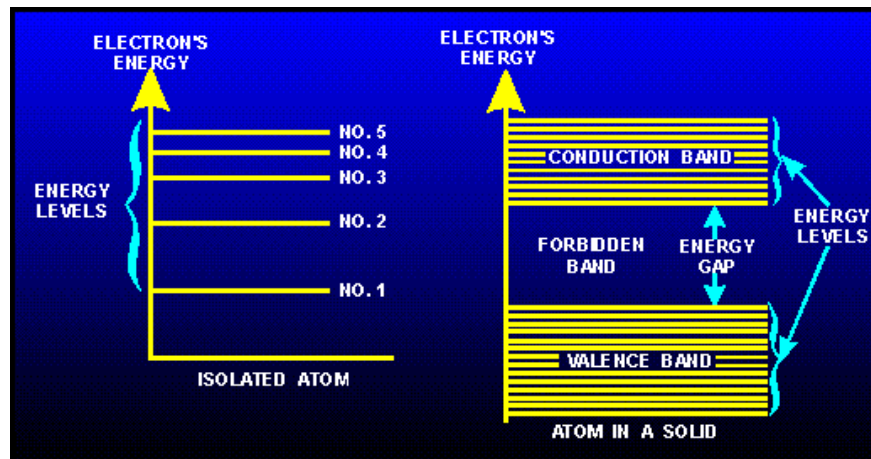 ELECTRON'S
ENERGY
NO. 5
NO. 4
NO. 3
NO. 2
NO. 1
ENERGY
LEVELS
ISOLATED ATOM
ELECTRON'S
ENERGY
CONDUCTION BAND
FORBIDDEN
BAND
ENERGY
GAP
ENERGY
LEVELS
VALENCE BAND
ATOM IN A SOLID